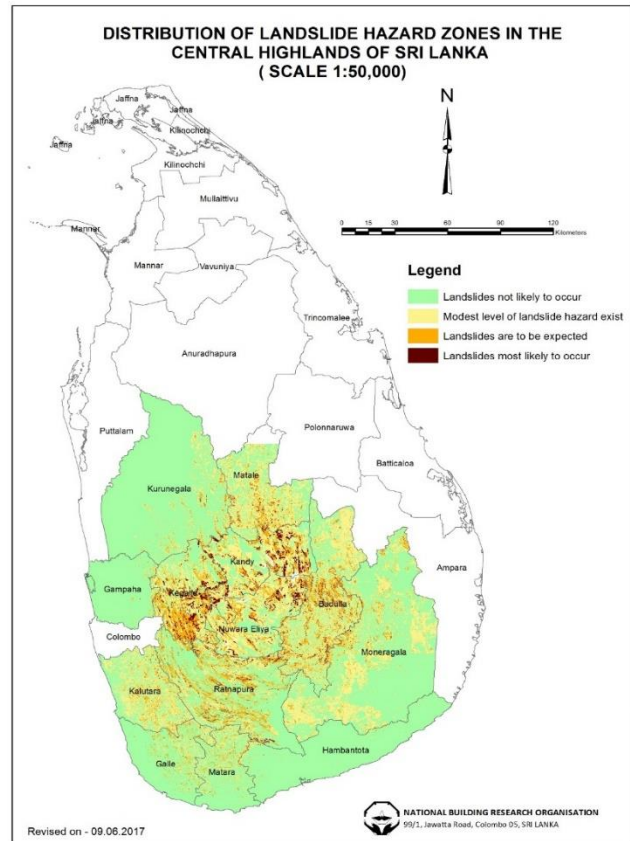 DISTRIBUTION OF LANDSLIDE HAZARD ZONES IN THE
CENTRAL HIGHLANDS OF SRI LANKA
( SCALE 1:50,000)
N
Jaffna
Jaffna
Jaffna
Kilinochchi
Jaffna
Kilinochchi
Mullaittivu
Mannar
0 15 30 60 90 120
Kilometers
Mannar
Vavuniya
Legend
Landslides not likely to occur
Modest level of landslide hazard exist
Landslides are to be expected
Landslides most likely to occur
Trincomalee
Anuradhapura
Puttalam
Polonnaruwa
Batticaloa
Matale
Kurunegala
Kandy
Ampara
Gampaha
Kegalle
Badulla
Colombo
Nuwara Eliya
Moneragala
Kalutara
Ratnapura
Hambantota
Galle
Matara
NATIONAL BUILDING RESEARCH ORGANISATION
99/1, Jawatta Road, Colombo 05, SRI LANKA
Revised on - 09.06.2017